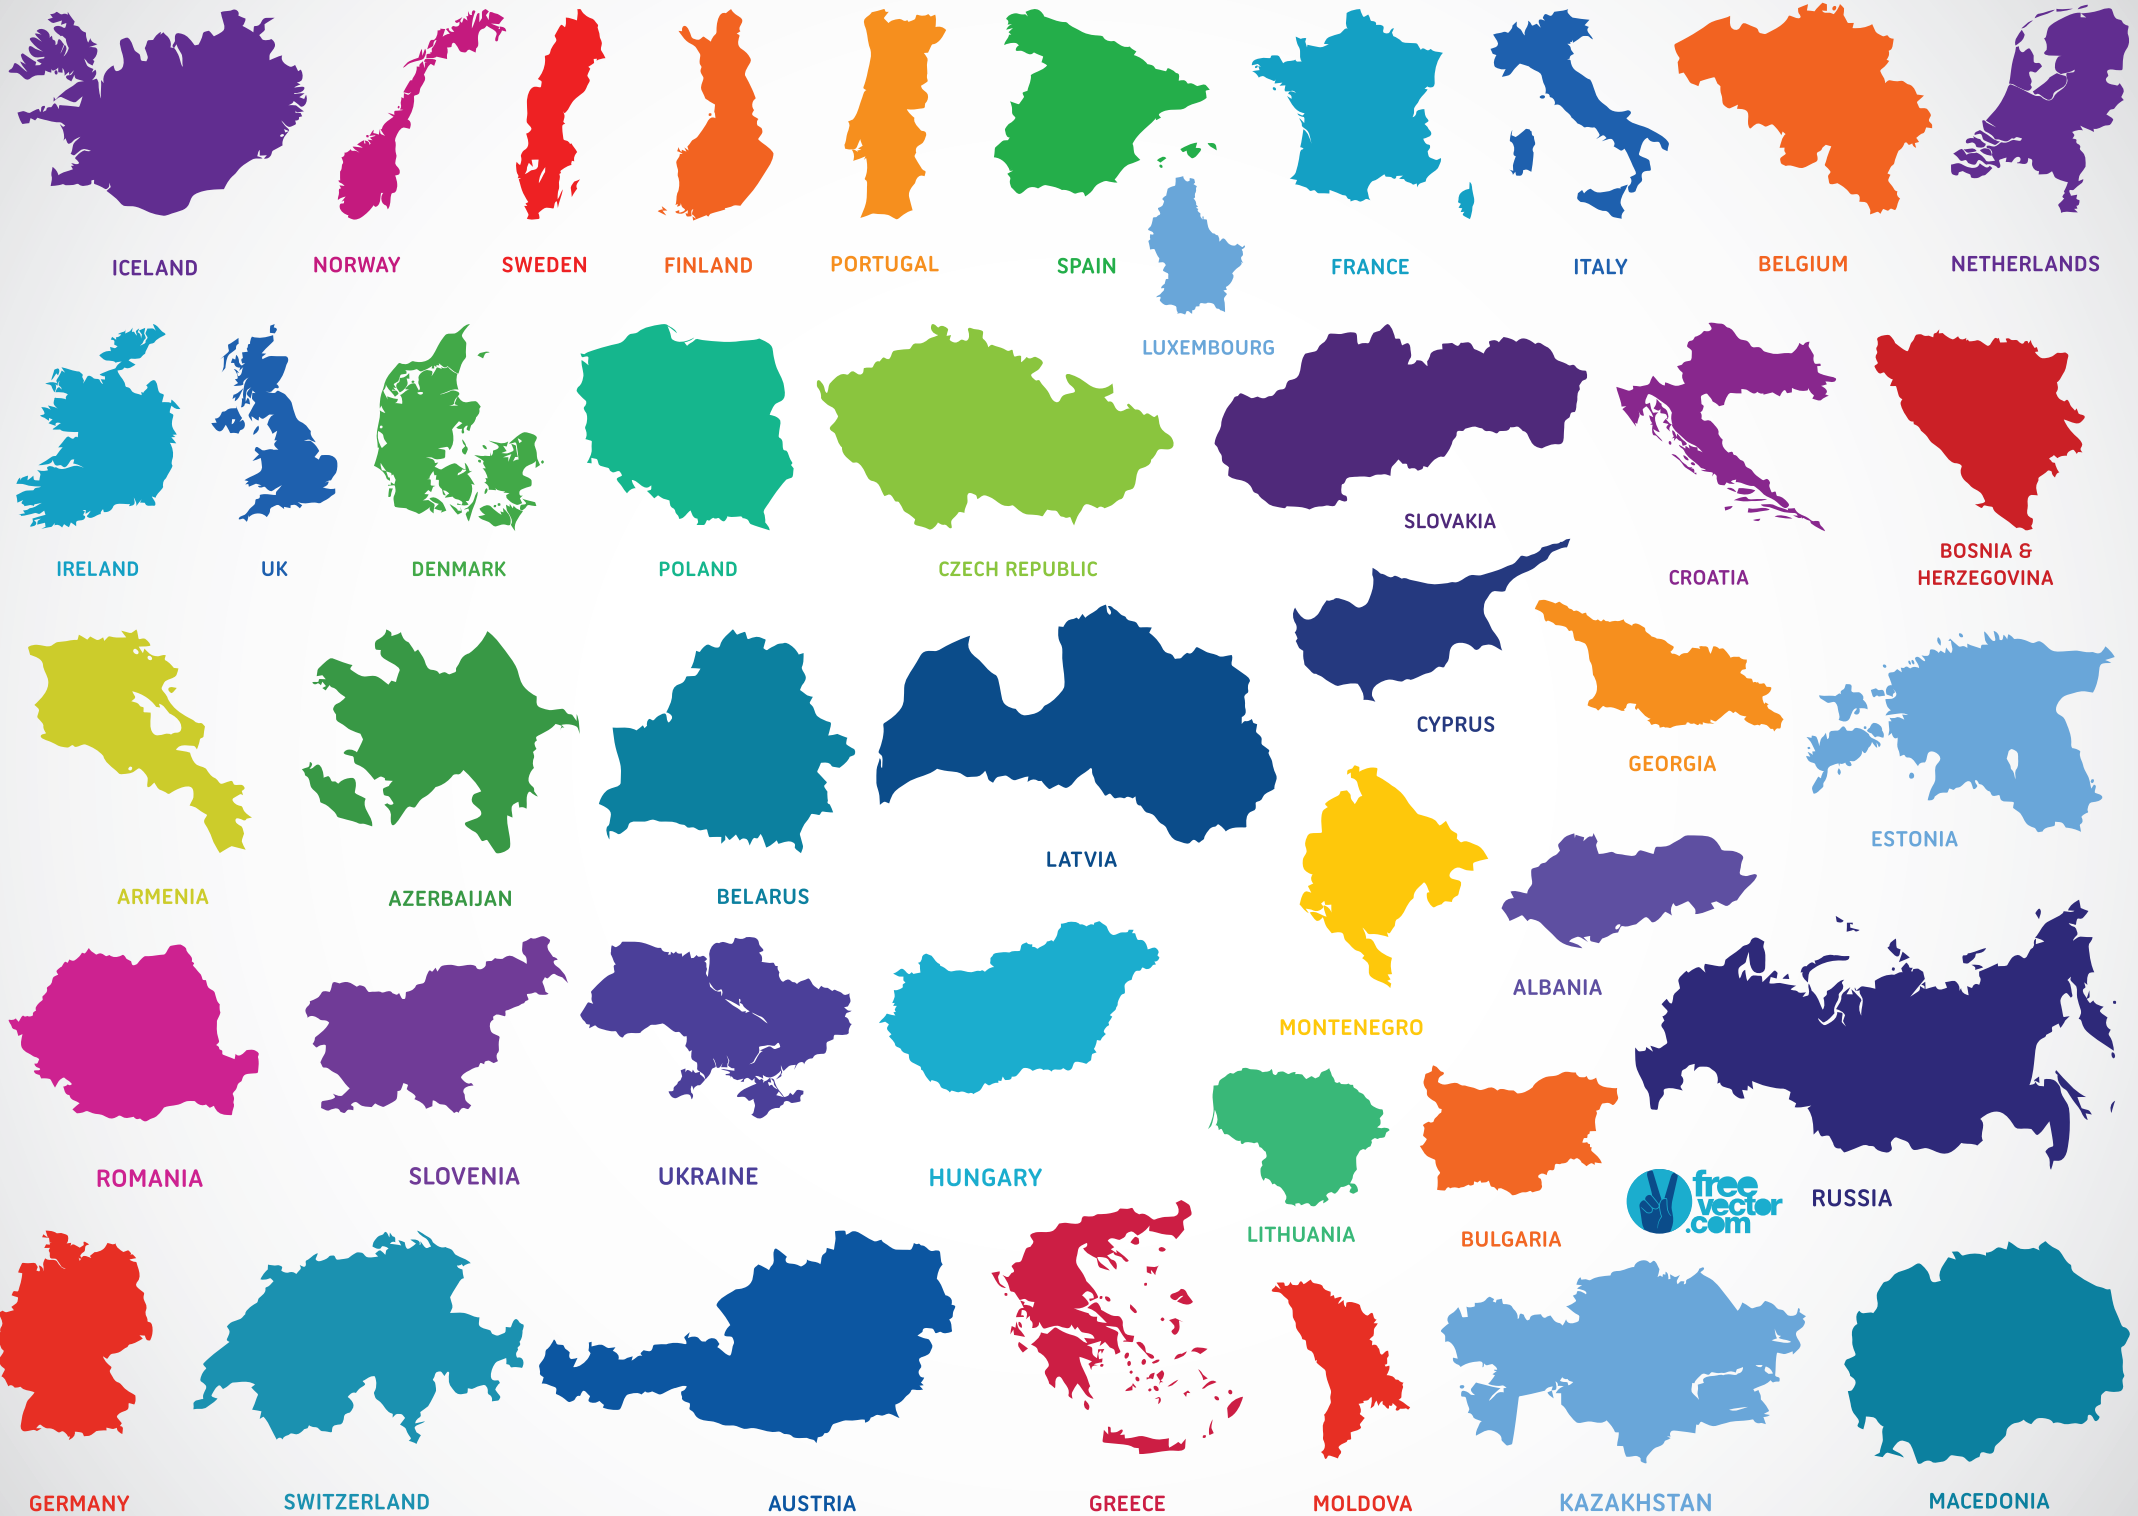 ICELAND
NORWAY
SWEDEN
FINLAND
PORTUGAL
SPAIN
FRANCE
ITALY
BELGIUM
NETHERLANDS
LUXEMBOURG
IRELAND
UK
DENMARK
POLAND
CZECH REPUBLIC
SLOVAKIA
CROATIA
BOSNIA &
HERZEGOVINA
ARMENIA
AZERBAIJAN
BELARUS
LATVIA
CYPRUS
GEORGIA
ESTONIA
MONTENEGRO
ALBANIA
ROMANIA
SLOVENIA
UKRAINE
HUNGARY
LITHUANIA
BULGARIA
free
vector
.com
RUSSIA
GERMANY
SWITZERLAND
AUSTRIA
GREECE
MOLDOVA
KAZAKHSTAN
MACEDONIA